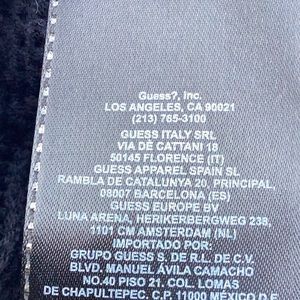 Guess?, Inc.
LOS ANGELES, CA 90021
(213) 765-3100
GUESS ITALY SRL
VIA DÈ CATTANI 18
50145 FLORENCE (IT)
GUESS APPAREL SPAIN SL
RAMBLA DE CATALUNYA 20, PRINCIPAL,
08007 BARCELONA (ES)
GUESS EUROPE BY
LUNA ARENA, HERIKERBERGWEG 238,
1101 CM AMSTERDAM (NL)
IMPORTADO POR:
GRUPO GUESS S. DE R.L. DE C.V.
BLVD. MANUEL ÁVILA CAMACHO
NO.40 PISO 21. COL. LOMAS
DE CHAPULTEPEC, C.P. 11000 MÉXICO D.F.